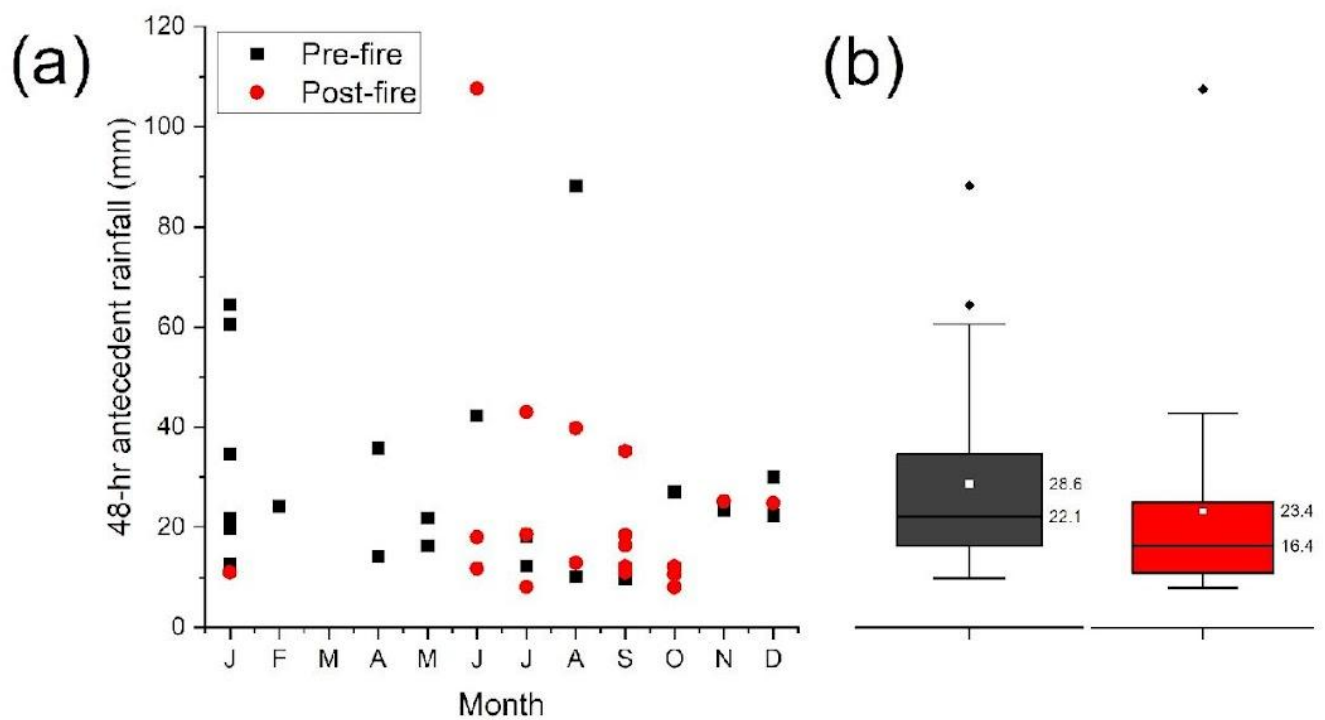 (a)
120
100
80
60
40
20
0
48-hr antecedent rainfall (mm)
Pre-fire
Post-fire
J F M A M J J A S O N D
Month
(b)
28.6
22.1
23.4
16.4